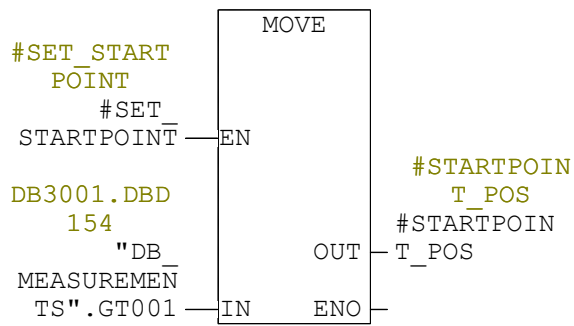 MOVE
#SET_START
POINT
#SET_
STARTPOINT
EN
#STARTPOIN
T_POS
DB3001.DBD
154
#STARTPOIN
"DB_
OUT
T_POS
MEASUREMEN
TS".GT001
IN
ENO